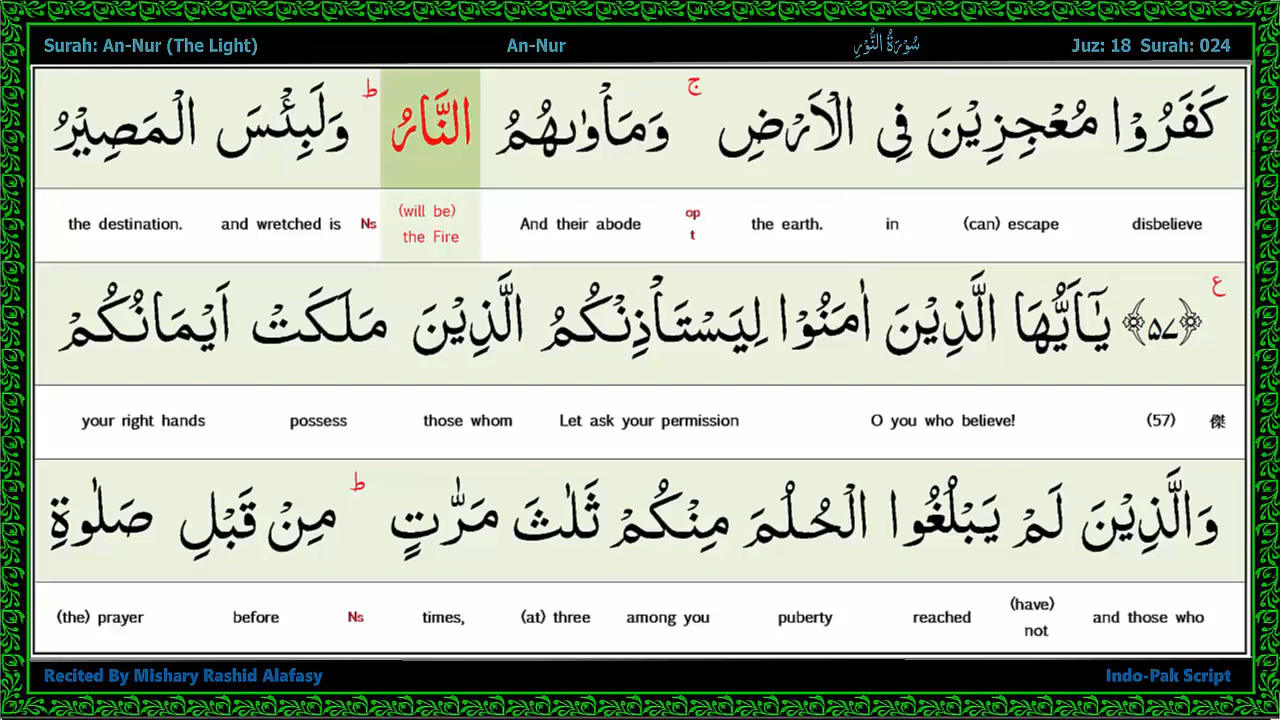 Surah: An-Nur (The Light) An-Nur سُوْرَةُ النُّوْرِ Juz: 18 Surah: 024
كَفَرُوْا مُعْجِزِيْنَ فِى الْاَرْضِ ۚ وَمَاْوٰىهُمُ النَّارُ ؕ وَلَبِئْسَ الْمَصِيْرُ
the destination. and wretched is Ns (will be) the Fire And their abode opt the earth. in (can) escape disbelieve
ع ﴿۵۷﴾ يٰۤاَيُّهَا الَّذِيْنَ اٰمَنُوْا لِيَسْتَاْذِنْكُمُ الَّذِيْنَ مَلَكَتْ اَيْمَانُكُمْ
your right hands possess those whom Let ask your permission O you who believe! (57) 傑
وَالَّذِيْنَ لَمْ يَبْلُغُوا الْحُلُمَ مِنْكُمْ ثَلٰثَ مَرّٰتٍ ؕ مِنْ قَبْلِ صَلٰوةِ
(the) prayer before Ns times, (at) three among you puberty reached (have) not and those who
Recited By Mishary Rashid Alafasy Indo-Pak Script